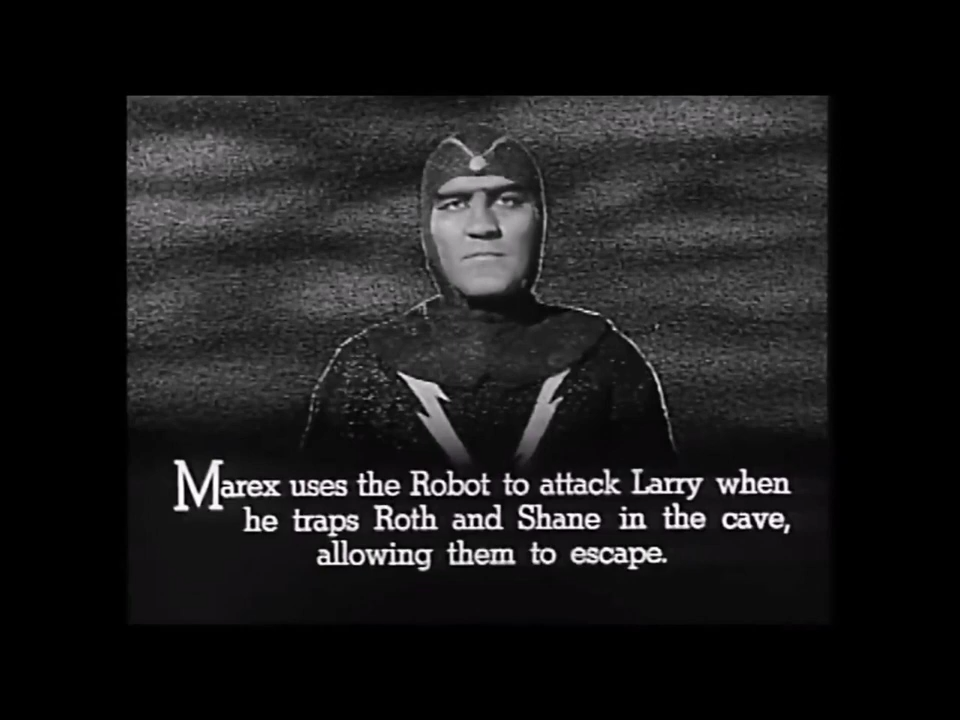 Marex uses the Robot to attack Larry when
he traps Roth and Shane in the cave,
allowing them to escape.